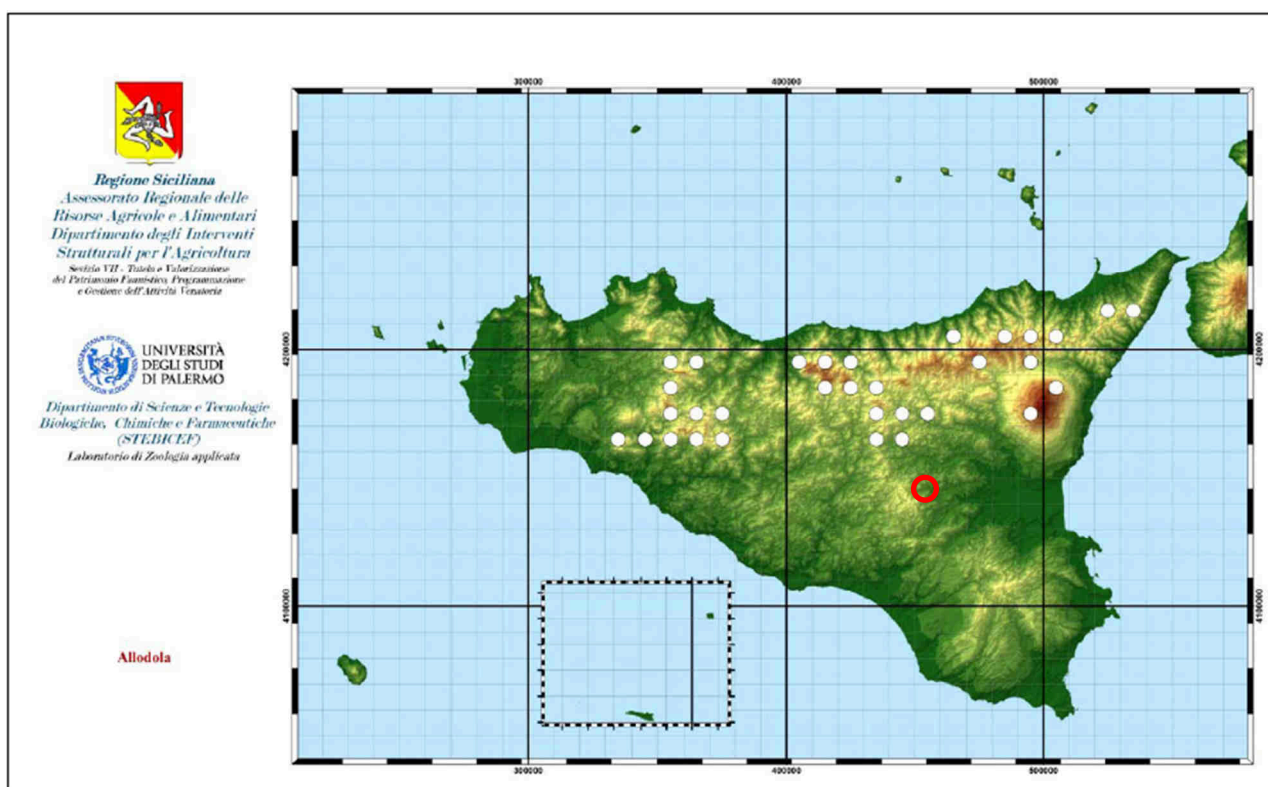 Regione Siciliana
Assessorato Regionale delle
Risorse Agricole e Alimentari
Dipartimento degli Interventi
Strutturali per l'Agricoltura
Servizio VII - Tutela e Valorizzazione
del Patrimonio Faunistico, Programmazione
e Gestione dell'Attività Venatoria
UNIVERSITÀ
DEGLI STUDI
DI PALERMO
Dipartimento di Scienze e Tecnologie
Biologiche, Chimiche e Farmaceutiche
(STEBICEF)
Laboratorio di Zoologia applicata
Allodola
300000 400000 500000
4200000 4200000
4100000 4100000
300000 400000 500000